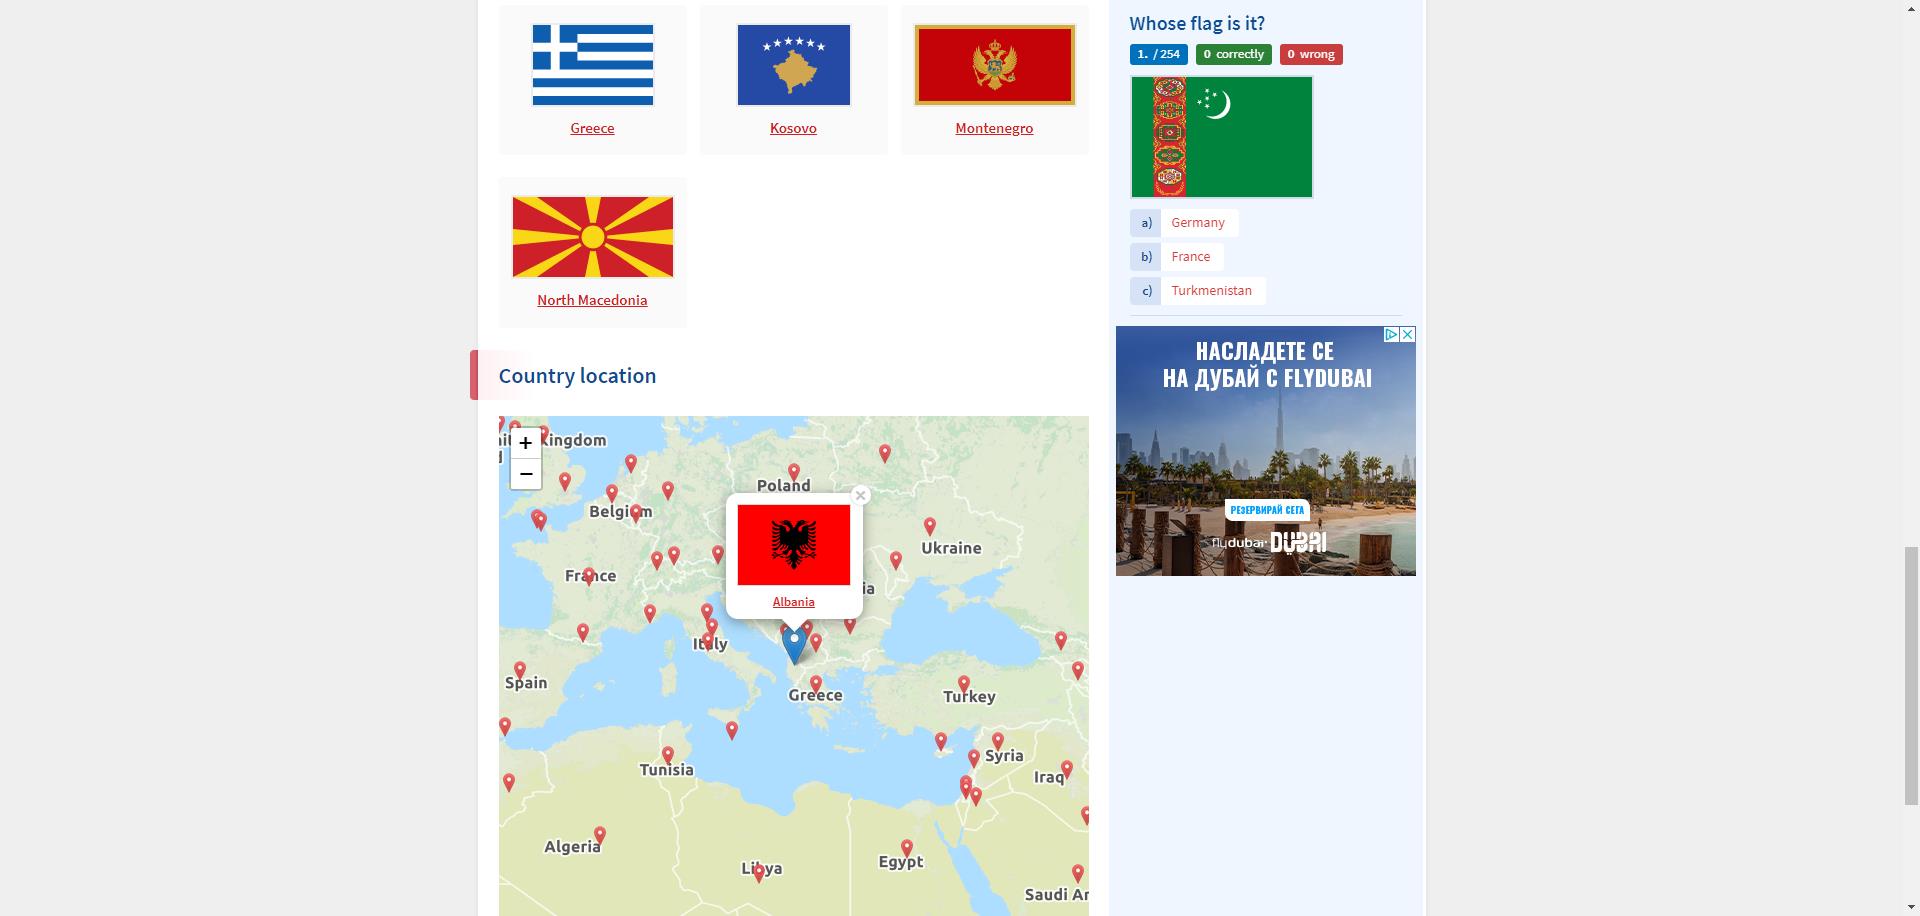 Greece
Kosovo
Montenegro
North Macedonia
Country location
+
−
Kingdom
Poland
Belgium
Ukraine
France
Albania
ia
Italy
Spain
Greece
Turkey
Syria
Tunisia
Iraq
Algeria
Libya
Egypt
Saudi Ar
Whose flag is it?
1. / 254
0 correctly
0 wrong
a) Germany
b) France
c) Turkmenistan
НАСЛАДЕТЕ СЕ
НА ДУБАЙ С FLYDUBAI
РЕЗЕРВИРАЙ СЕГА
flydubai DUBAI